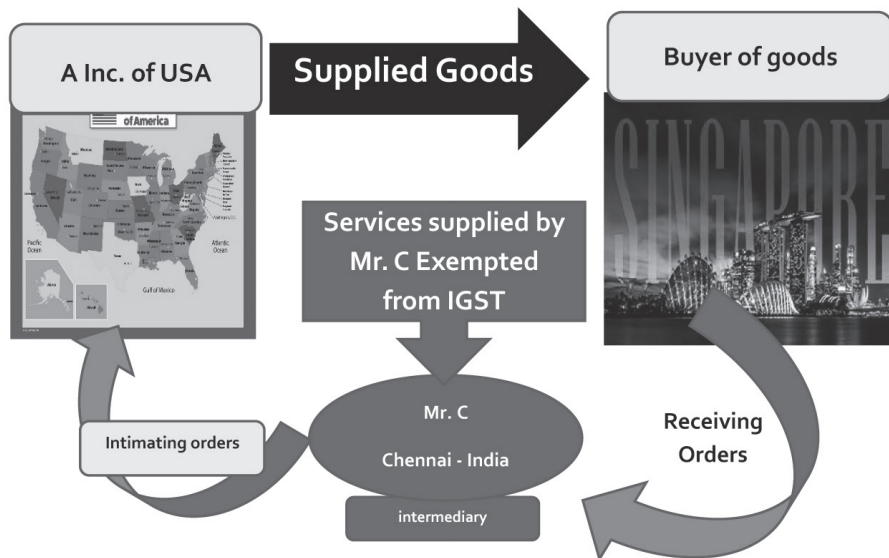 A Inc. of USA
Supplied Goods
Buyer of goods
of America
Pacific
Ocean
Atlantic
Ocean
Gulf of Mexico
SINGAPORE
Services supplied by
Mr. C Exempted
from IGST
Mr. C
Chennai - India
intermediary
Intimating orders
Receiving
Orders